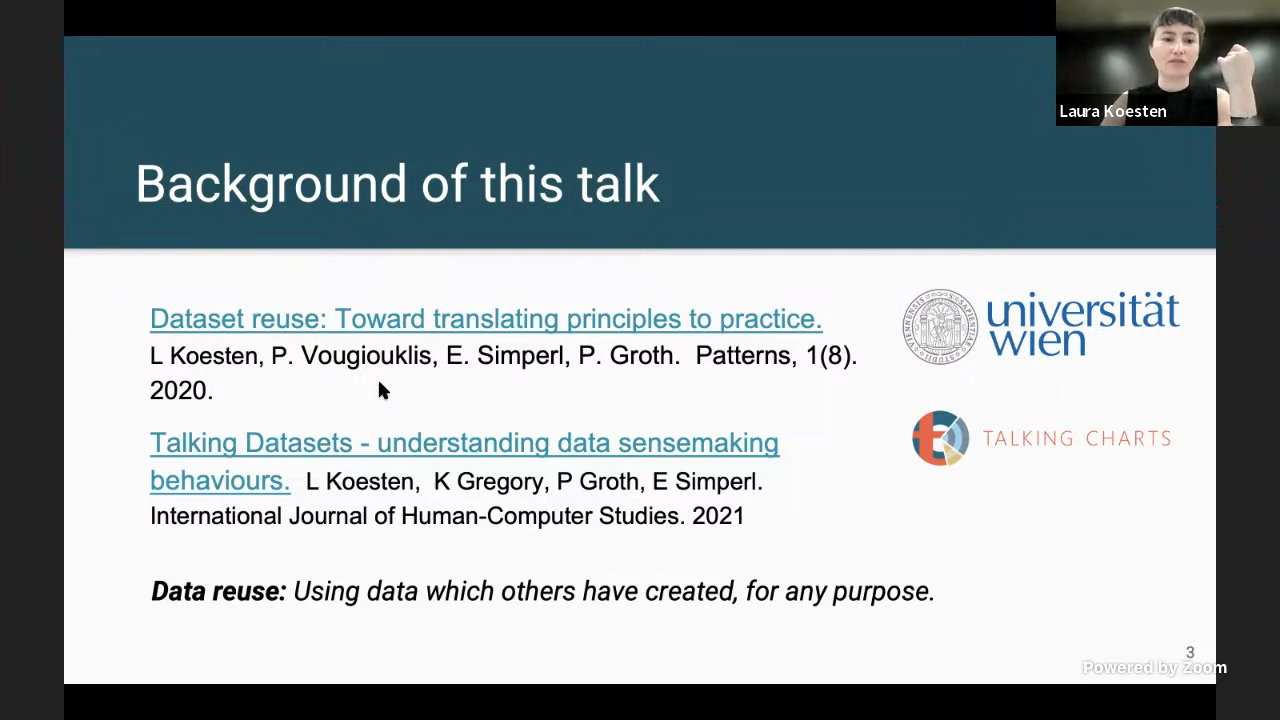 Laura Koesten
Background of this talk
Dataset reuse: Toward translating principles to practice.
L Koesten, P. Vougiouklis, E. Simperl, P. Groth. Patterns, 1(8).
2020.
universität
wien
TALKING CHARTS
Talking Datasets - understanding data sensemaking
behaviours. L Koesten, K Gregory, P Groth, E Simperl.
International Journal of Human-Computer Studies. 2021
Data reuse: Using data which others have created, for any purpose.
3
Powered by Zoom